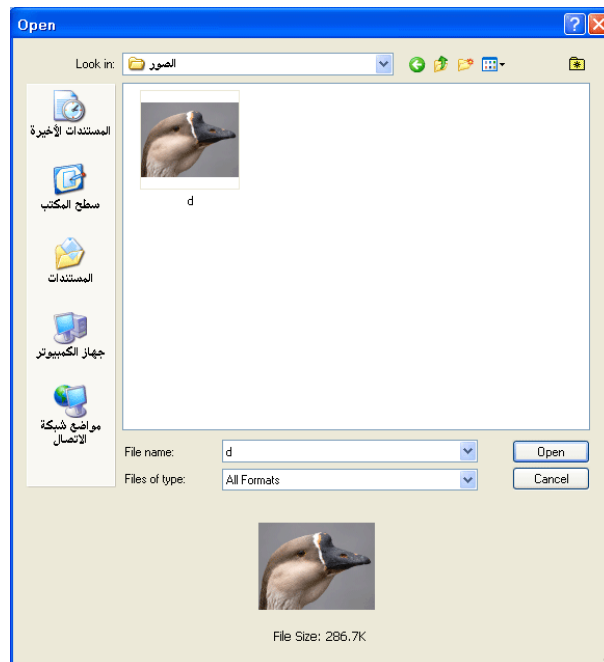 Open
Look in:
الصور
المستندات الأخيرة
سطح المكتب
المستندات
جهاز الكمبيوتر
مواضع شبكة
الاتصال
d
File name:
d
Open
Files of type:
All Formats
Cancel
File Size: 286.7K